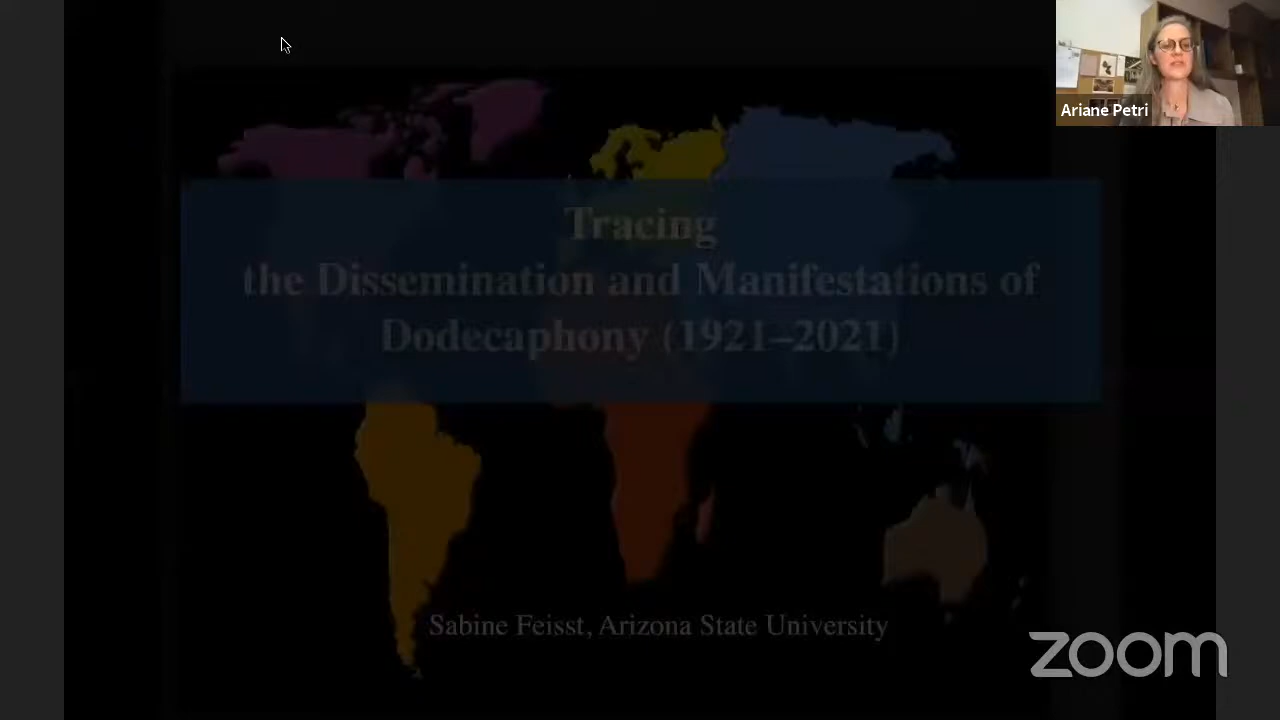 Ariane Petri
Tracing
the Dissemination and Manifestations of
Dodecaphony (1921–2021)
Sabine Feisst, Arizona State University
zoom